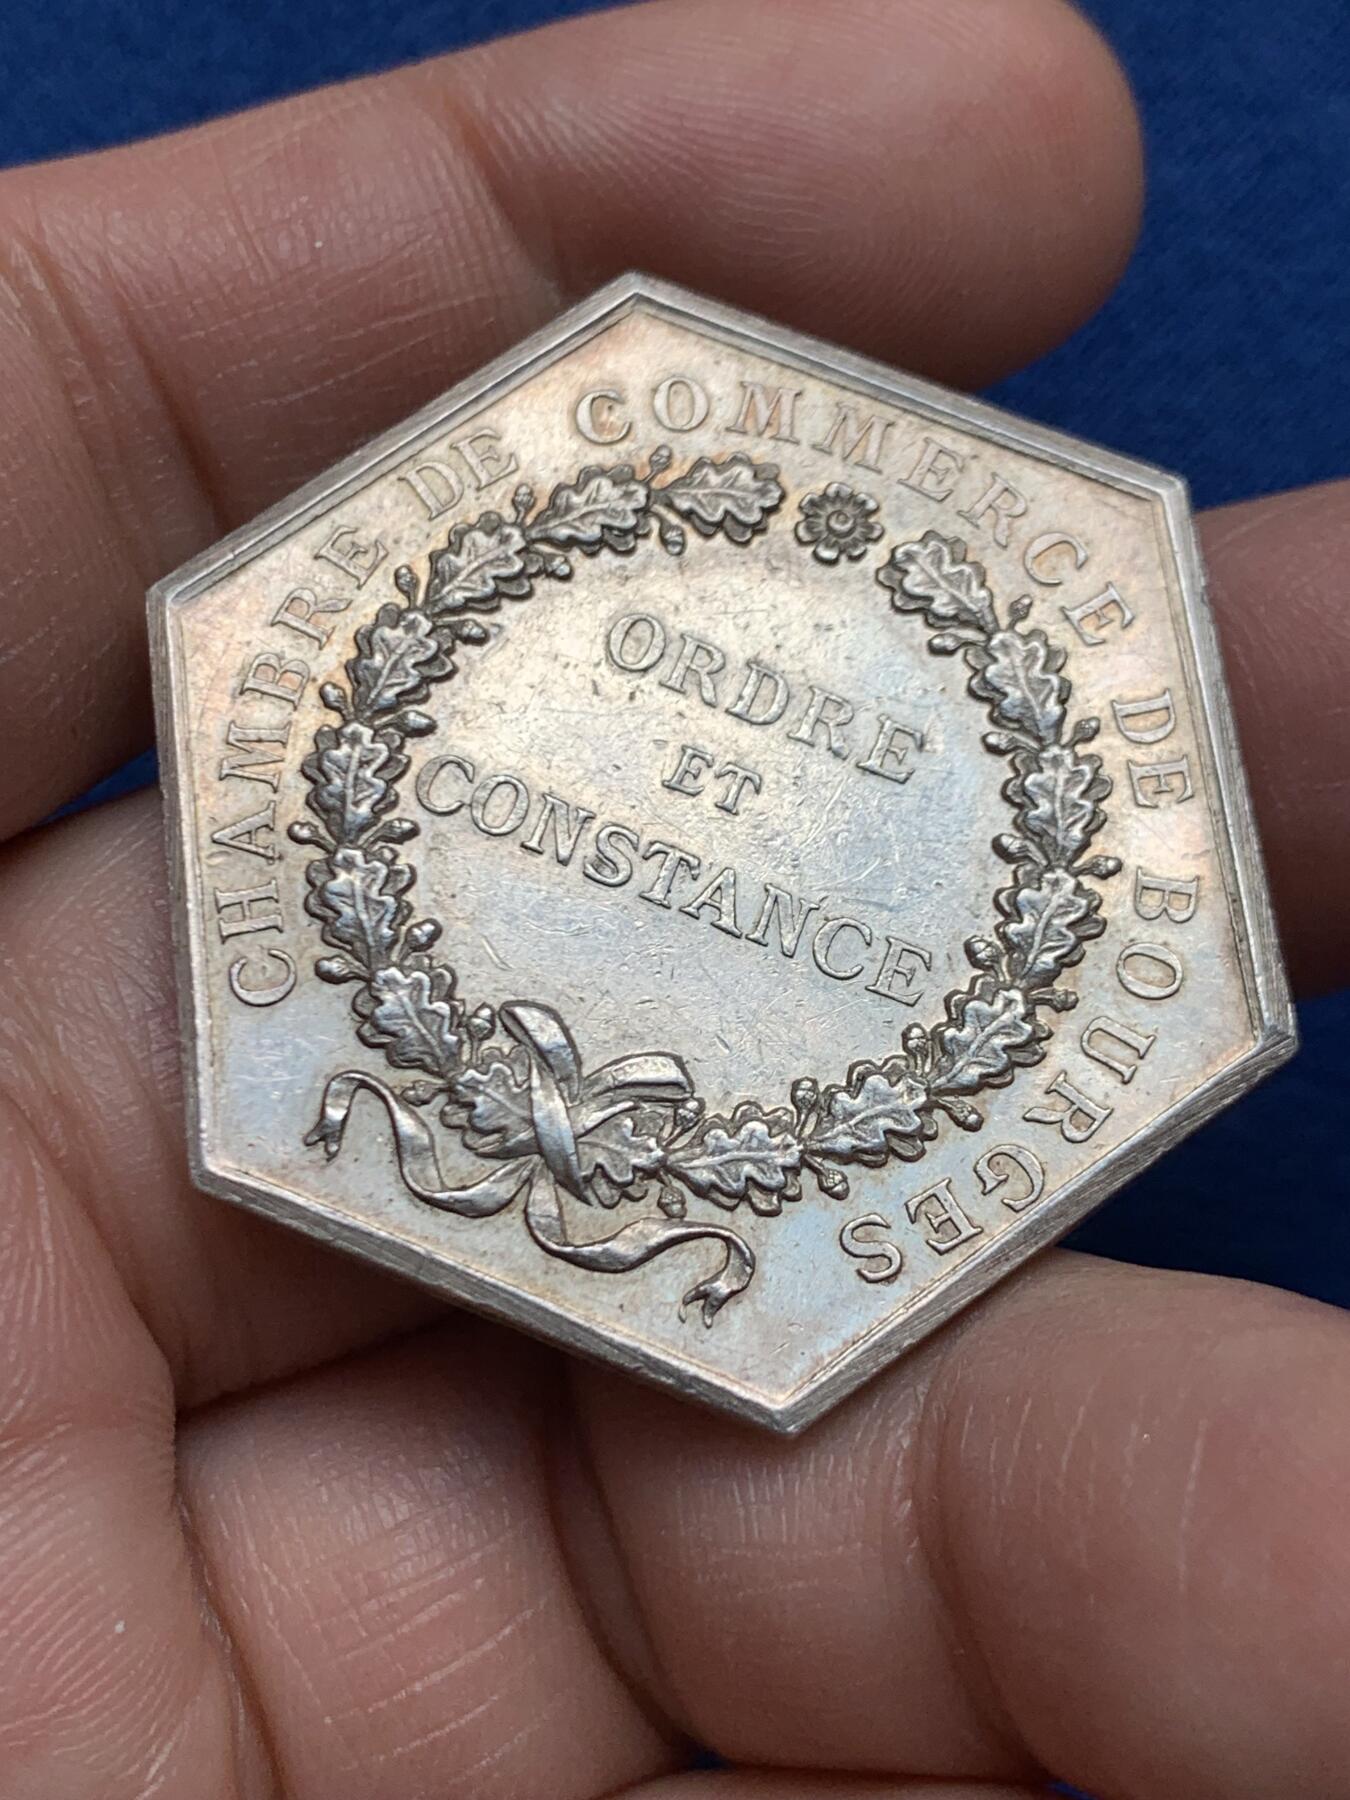 CHAMBRE DE COMMERCE DE BOURGES
ORDRE
ET
CONSTANCE